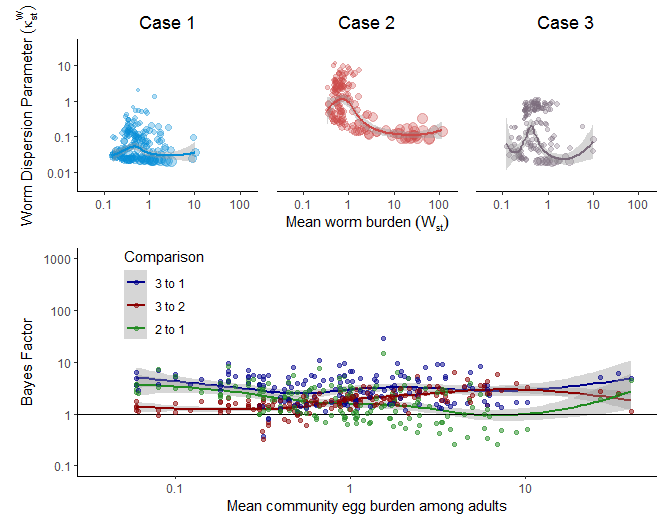 Case 1 Case 2 Case 3
Worm Dispersion Parameter (κ^W_st)
10
1
0.1
0.01
0.1 1 10 100 0.1 1 10 100 0.1 1 10 100
Mean worm burden (W_st)
Comparison
3 to 1
3 to 2
2 to 1
Bayes Factor
1000
100
10
1
0.1
0.1 1 10
Mean community egg burden among adults